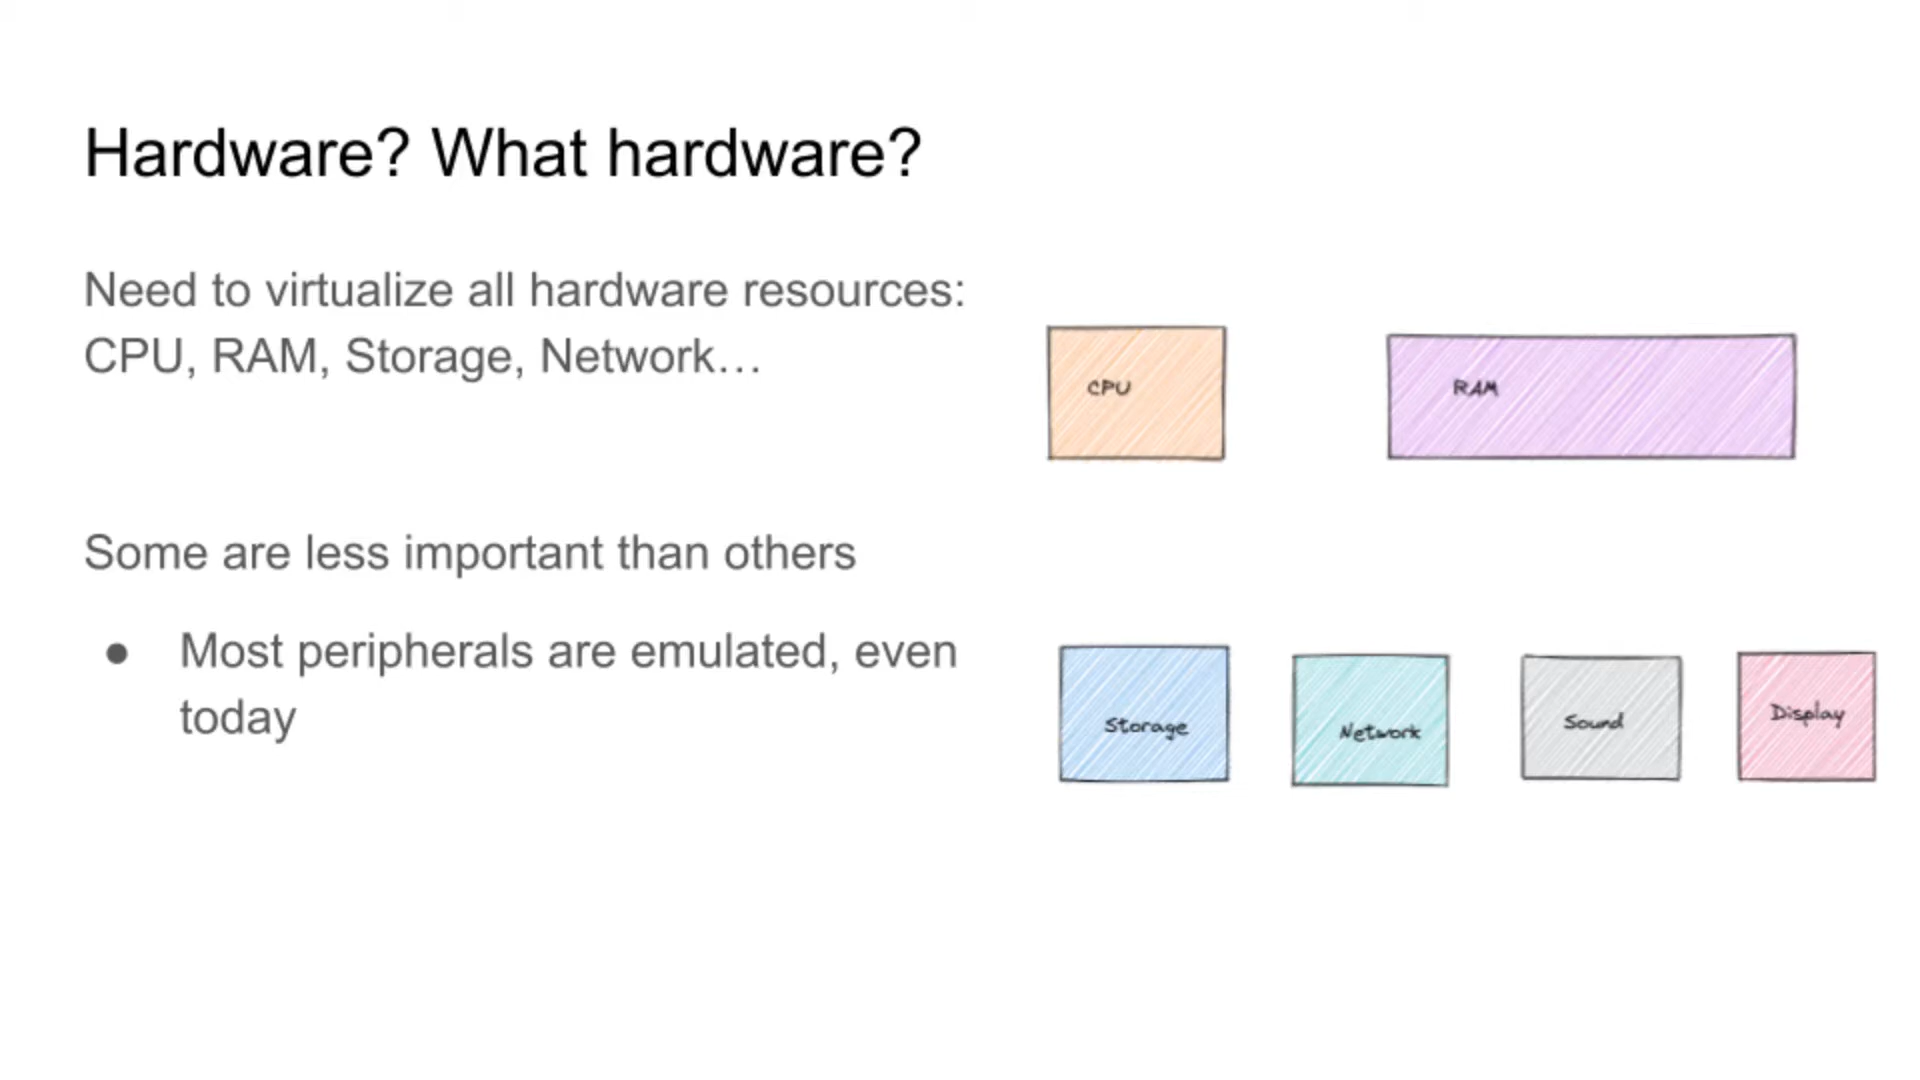 Hardware? What hardware?
Need to virtualize all hardware resources:
CPU, RAM, Storage, Network…
Some are less important than others
● Most peripherals are emulated, even
today
CPU
RAM
Storage
Network
Sound
Display